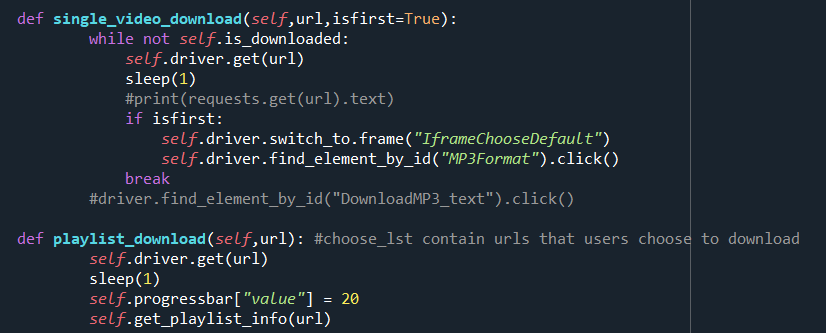 def single_video_download(self,url,isfirst=True):
while not self.is_downloaded:
self.driver.get(url)
sleep(1)
#print(requests.get(url).text)
if isfirst:
self.driver.switch_to.frame("IframeChooseDefault")
self.driver.find_element_by_id("MP3Format").click()
break
#driver.find_element_by_id("DownloadMP3_text").click()
def playlist_download(self,url): #choose_lst contain urls that users choose to download
self.driver.get(url)
sleep(1)
self.progressbar["value"] = 20
self.get_playlist_info(url)